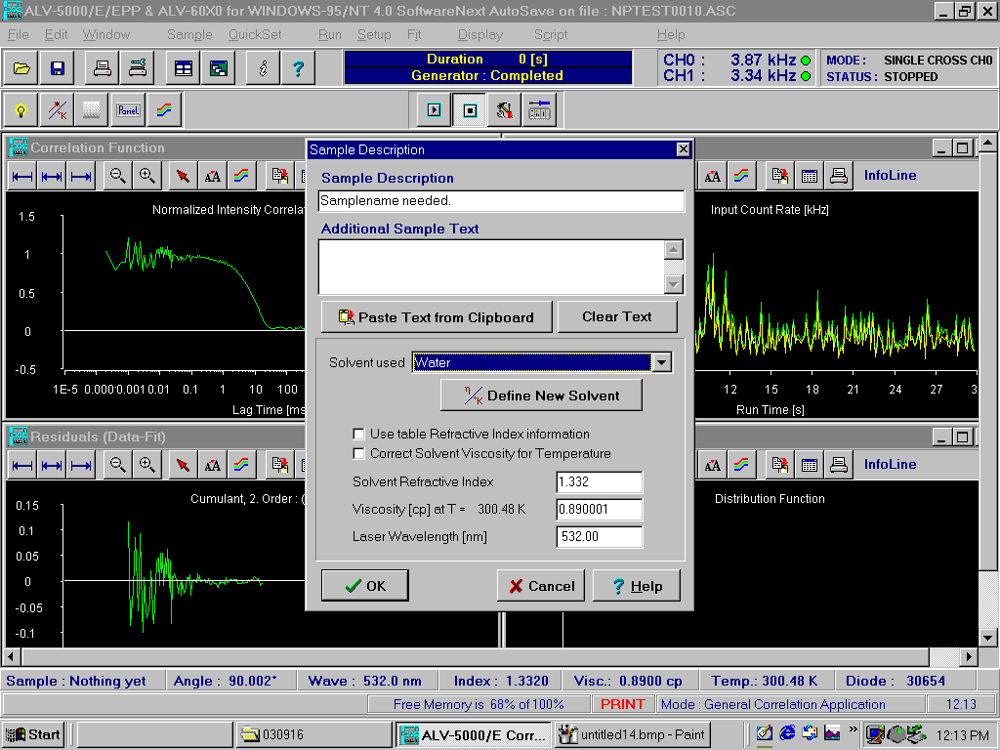 ALV-5000/E/EPP & ALV-60X0 for WINDOWS-95/NT 4.0 SoftwareNext AutoSave on file : NPTEST0010.ASC
File Edit Window Sample QuickSet Run Setup Fit Display Script Help
Duration 0 [s]
Generator : Completed
CH0 : 3.87 kHz
CH1 : 3.34 kHz
MODE : SINGLE CROSS CH0
STATUS : STOPPED
Panel
Correlation Function
InfoLine
Normalized Intensity Correla
1.5
1
0.5
0
-0.5
1E-5 0.0001 0.001 0.01 0.1 1 10 100
Lag Time [ms
Input Count Rate [kHz]
12 15 18 21 24 27 3
Run Time [s]
Sample Description
Sample Description
Samplename needed.
Additional Sample Text
Paste Text from Clipboard
Clear Text
Solvent used Water
Define New Solvent
Use table Refractive Index information
Correct Solvent Viscosity for Temperature
Solvent Refractive Index 1.332
Viscosity [cp] at T = 300.48 K 0.890001
Laser Wavelength [nm] 532.00
OK Cancel Help
Residuals (Data-Fit)
InfoLine
Cumulant, 2. Order : (
0.15
0.1
0.05
0
-0.05
-0.1
Distribution Function
Sample : Nothing yet Angle : 90.002° Wave : 532.0 nm Index : 1.3320 Visc.: 0.8900 cp Temp.: 300.48 K Diode : 30654
Free Memory is 68% of 100% PRINT Mode : General Correlation Application 12:13
Start 030916 ALV-5000/E Corr... untitled14.bmp - Paint » 12:13 PM